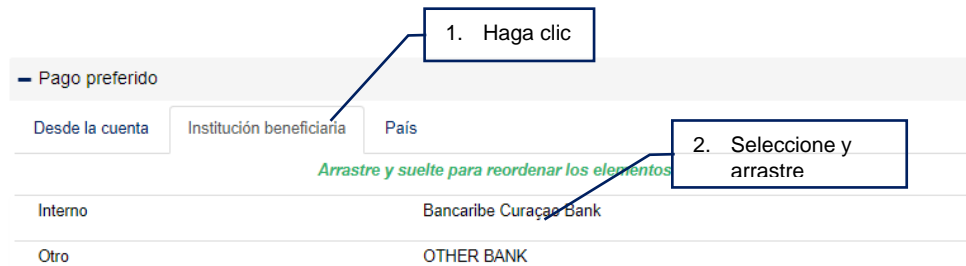 1. Haga clic
Pago preferido
Desde la cuenta Institución beneficiaria País
2. Seleccione y
arrastre
Arrastre y suelte para reordenar los elementos
Interno Bancaribe Curaçao Bank
Otro OTHER BANK